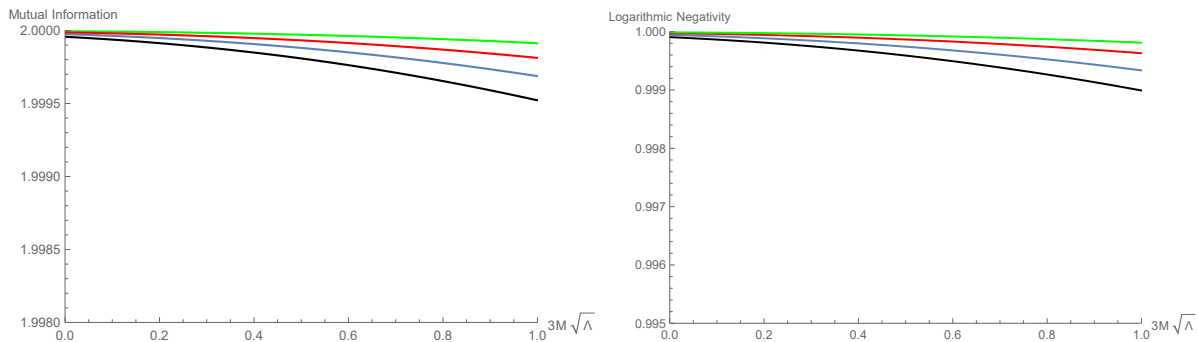 Mutual Information
2.0000
1.9995
1.9990
1.9985
1.9980
0.0 0.2 0.4 0.6 0.8 1.0
3M √Λ
Logarithmic Negativity
1.000
0.999
0.998
0.997
0.996
0.995
0.0 0.2 0.4 0.6 0.8 1.0
3M √Λ